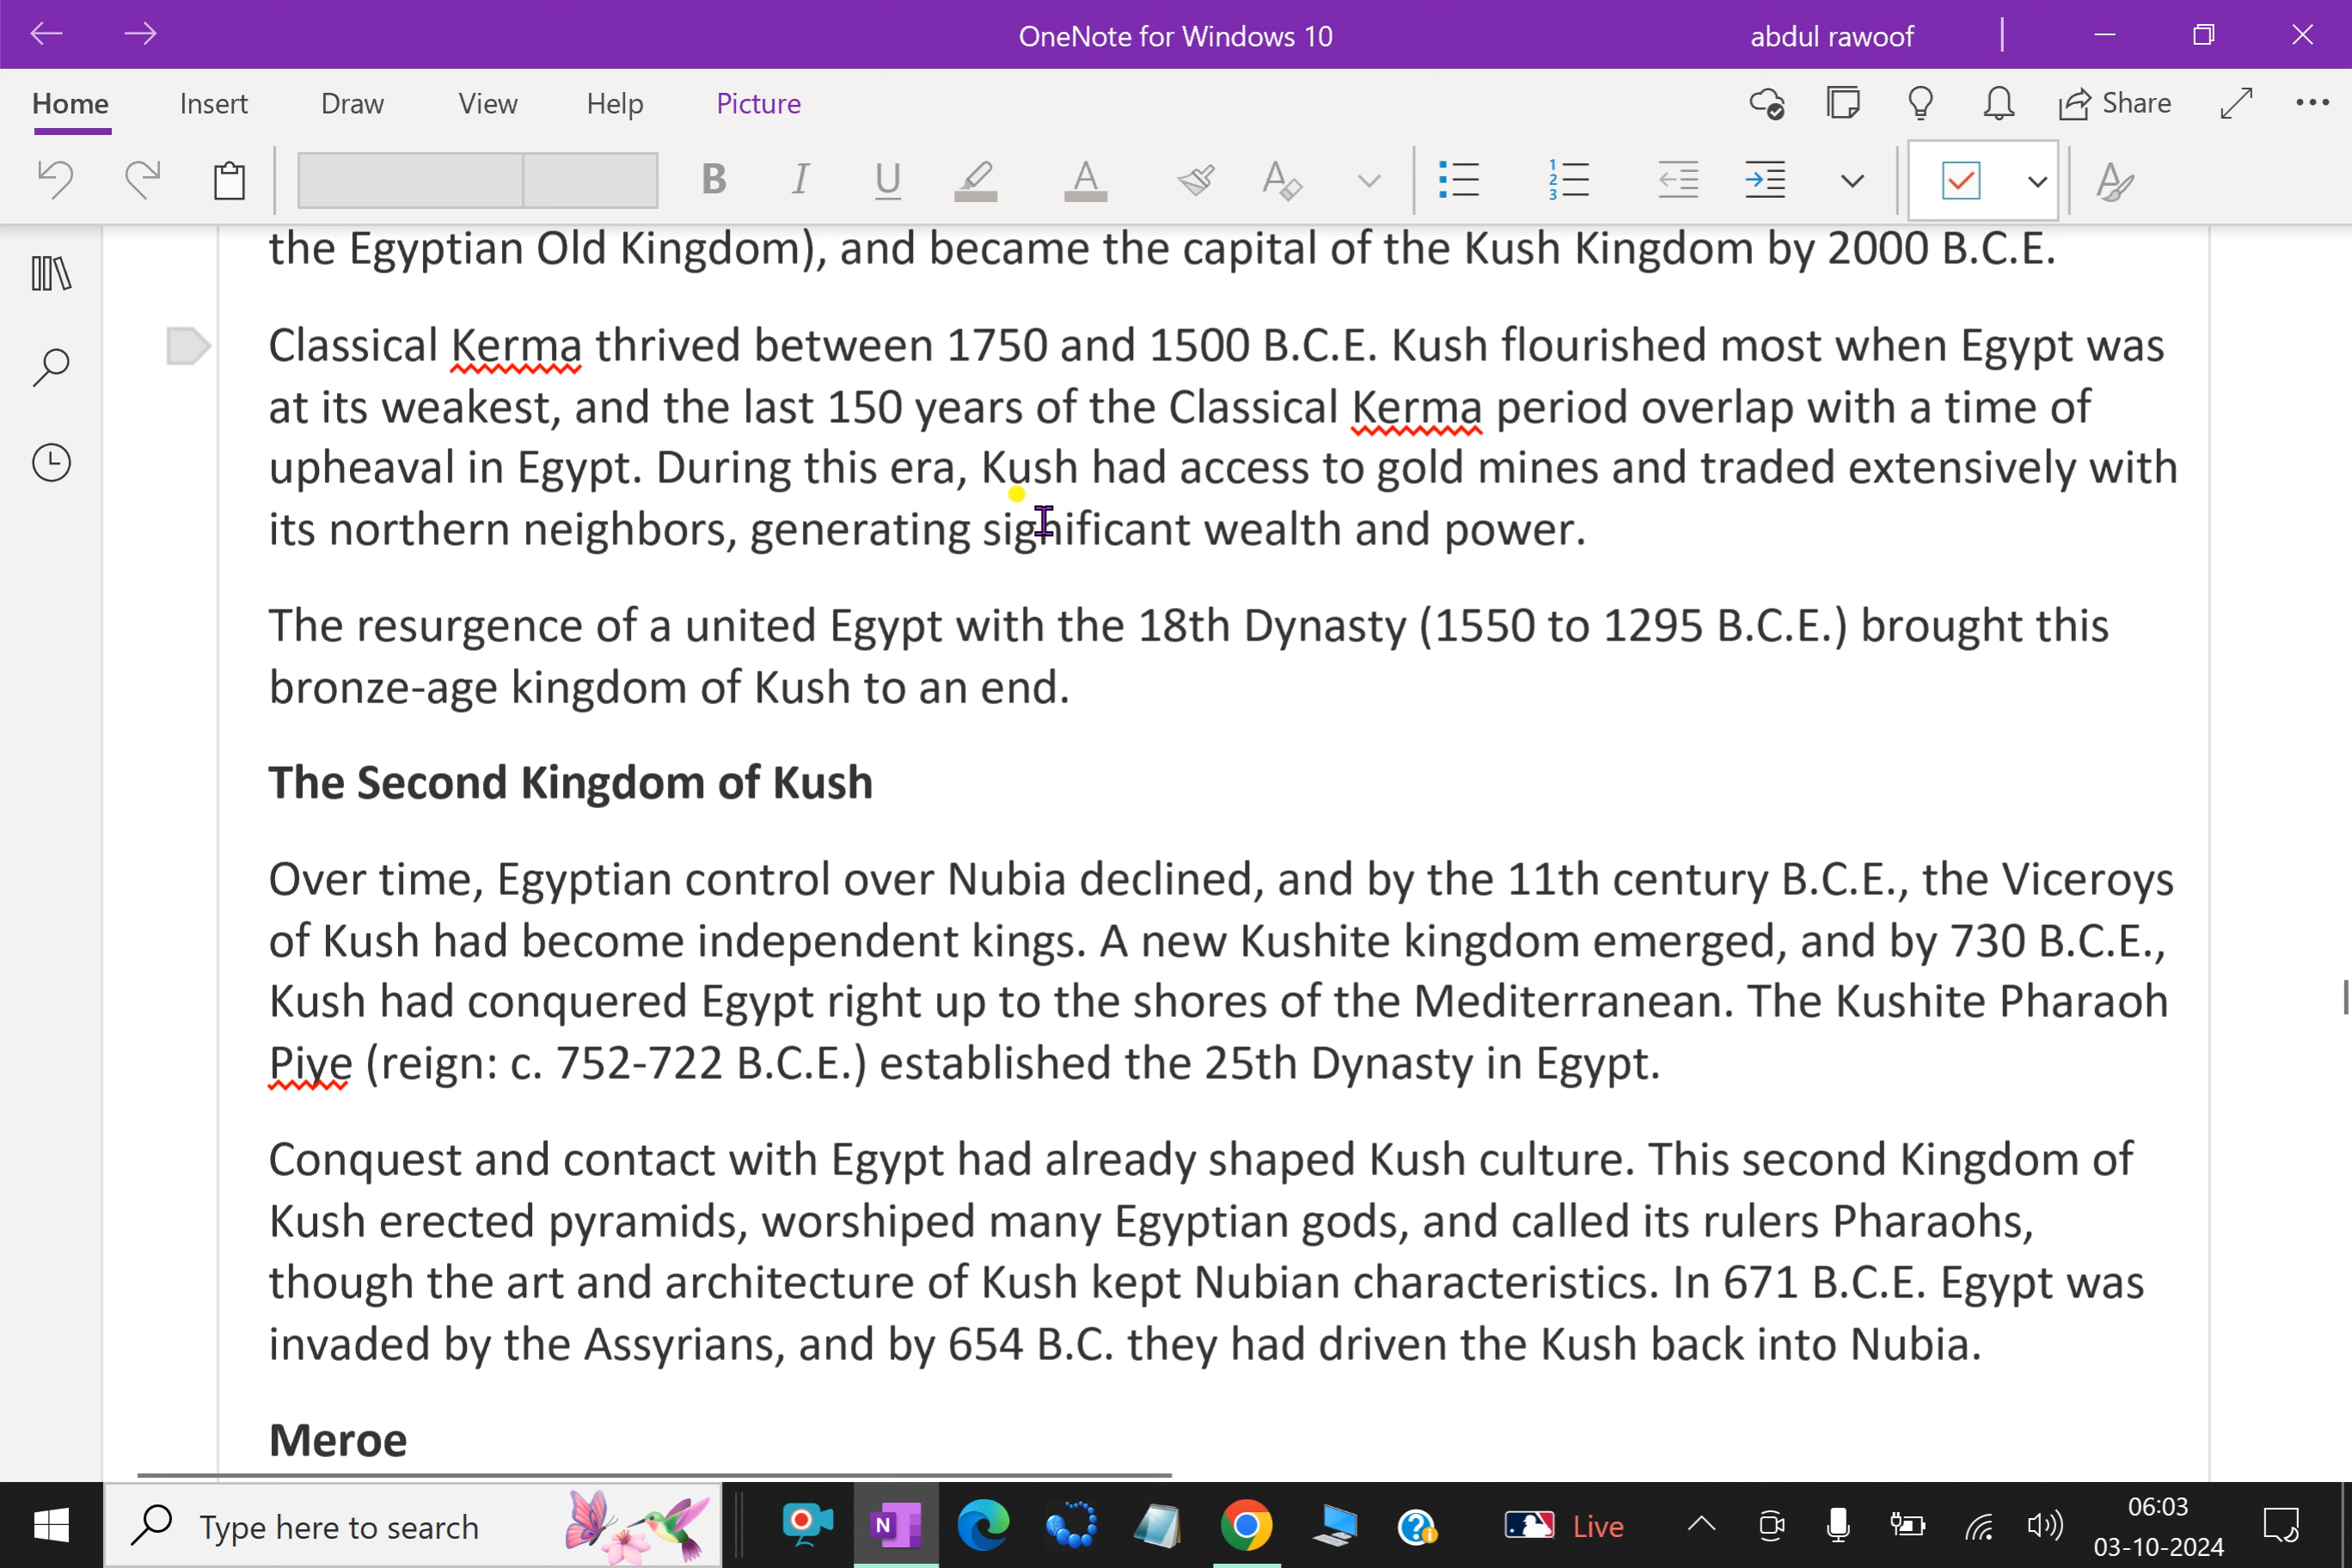 OneNote for Windows 10
abdul rawoof
Home Insert Draw View Help Picture
Share
B I U A A
the Egyptian Old Kingdom), and became the capital of the Kush Kingdom by 2000 B.C.E.
Classical Kerma thrived between 1750 and 1500 B.C.E. Kush flourished most when Egypt was
at its weakest, and the last 150 years of the Classical Kerma period overlap with a time of
upheaval in Egypt. During this era, Kush had access to gold mines and traded extensively with
its northern neighbors, generating significant wealth and power.
The resurgence of a united Egypt with the 18th Dynasty (1550 to 1295 B.C.E.) brought this
bronze-age kingdom of Kush to an end.
The Second Kingdom of Kush
Over time, Egyptian control over Nubia declined, and by the 11th century B.C.E., the Viceroys
of Kush had become independent kings. A new Kushite kingdom emerged, and by 730 B.C.E.,
Kush had conquered Egypt right up to the shores of the Mediterranean. The Kushite Pharaoh
Piye (reign: c. 752-722 B.C.E.) established the 25th Dynasty in Egypt.
Conquest and contact with Egypt had already shaped Kush culture. This second Kingdom of
Kush erected pyramids, worshiped many Egyptian gods, and called its rulers Pharaohs,
though the art and architecture of Kush kept Nubian characteristics. In 671 B.C.E. Egypt was
invaded by the Assyrians, and by 654 B.C. they had driven the Kush back into Nubia.
Meroe
Type here to search
Live
06:03
03-10-2024